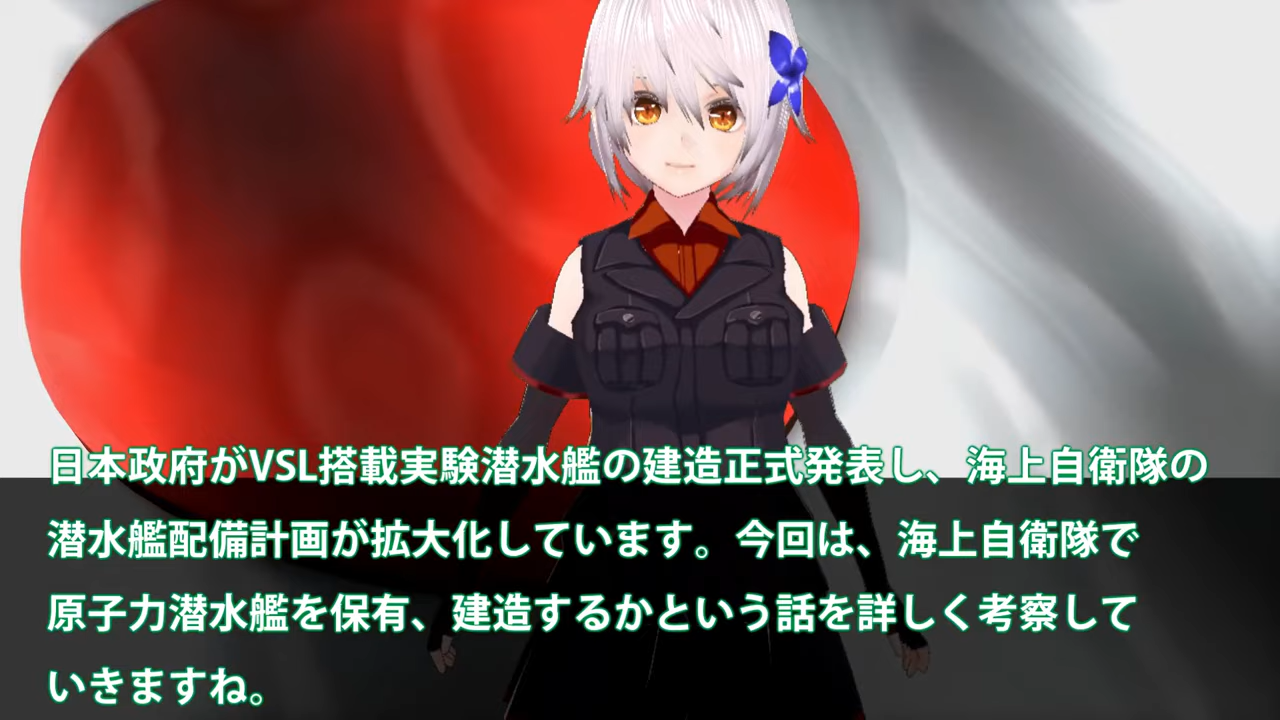 日本政府がVSL搭載実験潜水艦の建造正式発表し、海上自衛隊の
潜水艦配備計画が拡大化しています。今回は、海上自衛隊で
原子力潜水艦を保有、建造するかという話を詳しく考察して
いきますね。